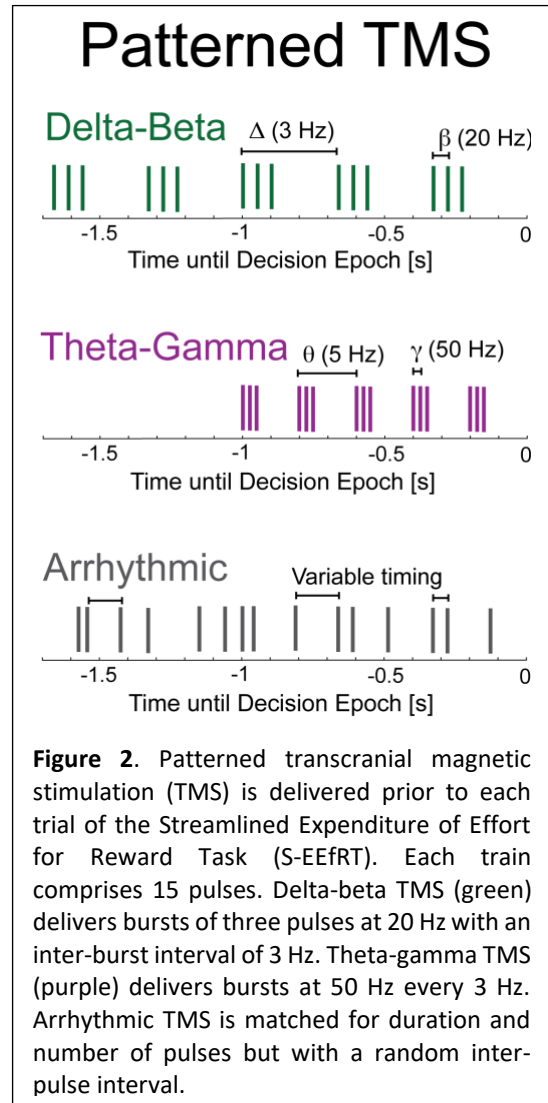 Patterned TMS
Delta-Beta
Δ (3 Hz)
β (20 Hz)
-1.5 -1 -0.5 0
Time until Decision Epoch [s]
Theta-Gamma
θ (5 Hz)
γ (50 Hz)
-1.5 -1 -0.5 0
Time until Decision Epoch [s]
Arrhythmic
Variable timing
-1.5 -1 -0.5 0
Time until Decision Epoch [s]
Figure 2. Patterned transcranial magnetic
stimulation (TMS) is delivered prior to each
trial of the Streamlined Expenditure of Effort
for Reward Task (S-EEfRT). Each train
comprises 15 pulses. Delta-beta TMS (green)
delivers bursts of three pulses at 20 Hz with an
inter-burst interval of 3 Hz. Theta-gamma TMS
(purple) delivers bursts at 50 Hz every 3 Hz.
Arrhythmic TMS is matched for duration and
number of pulses but with a random inter-
pulse interval.